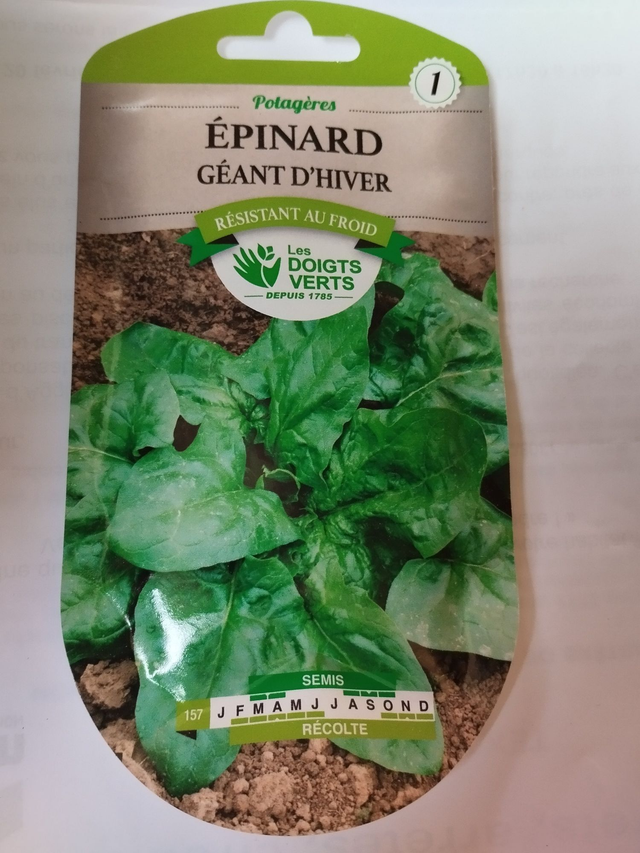 1
Potagères
ÉPINARD
GÉANT D'HIVER
RÉSISTANT AU FROID
Les
DOIGTS
VERTS
DEPUIS 1785
SEMIS
157 J F M A M J J A S O N D
RÉCOLTE